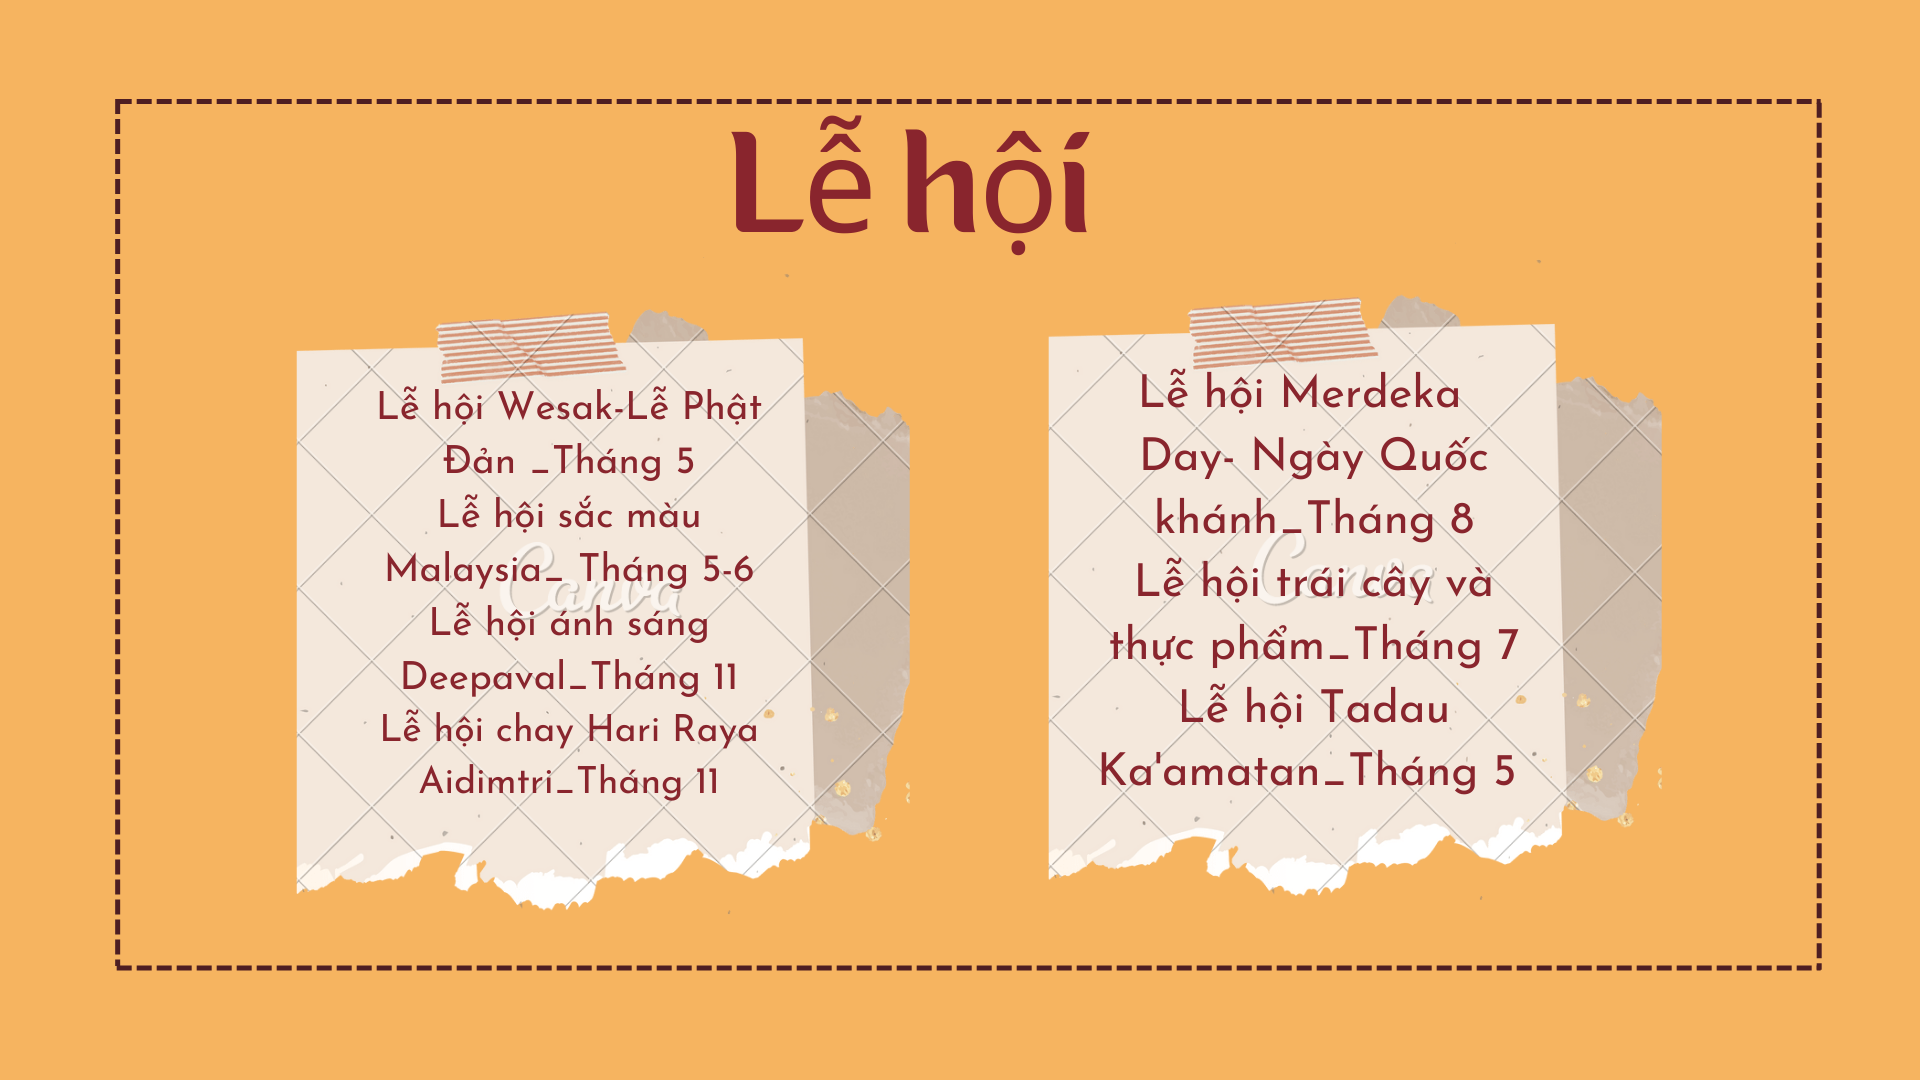 Lễ hội
Lễ hội Wesak-Lễ Phật
Đản _Tháng 5
Lễ hội sắc màu
Malaysia_ Tháng 5-6
Lễ hội ánh sáng
Deepaval_Tháng 11
Lễ hội chay Hari Raya
Aidimtri_Tháng 11
Lễ hội Merdeka
Day- Ngày Quốc
khánh_Tháng 8
Lễ hội trái cây và
thực phẩm_Tháng 7
Lễ hội Tadau
Ka'amatan_Tháng 5
Canva
Canva